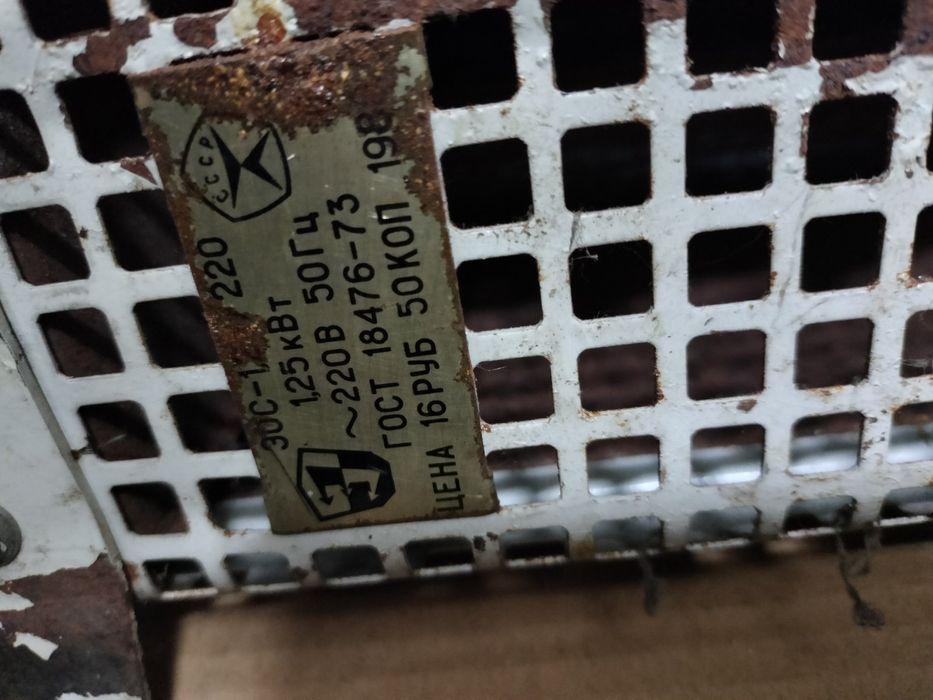 СССР
ЭОС-1, 220
1,25кВт
~220В 50Гц
ГОСТ 18476-73
ЦЕНА 16РУБ 50КОП 198